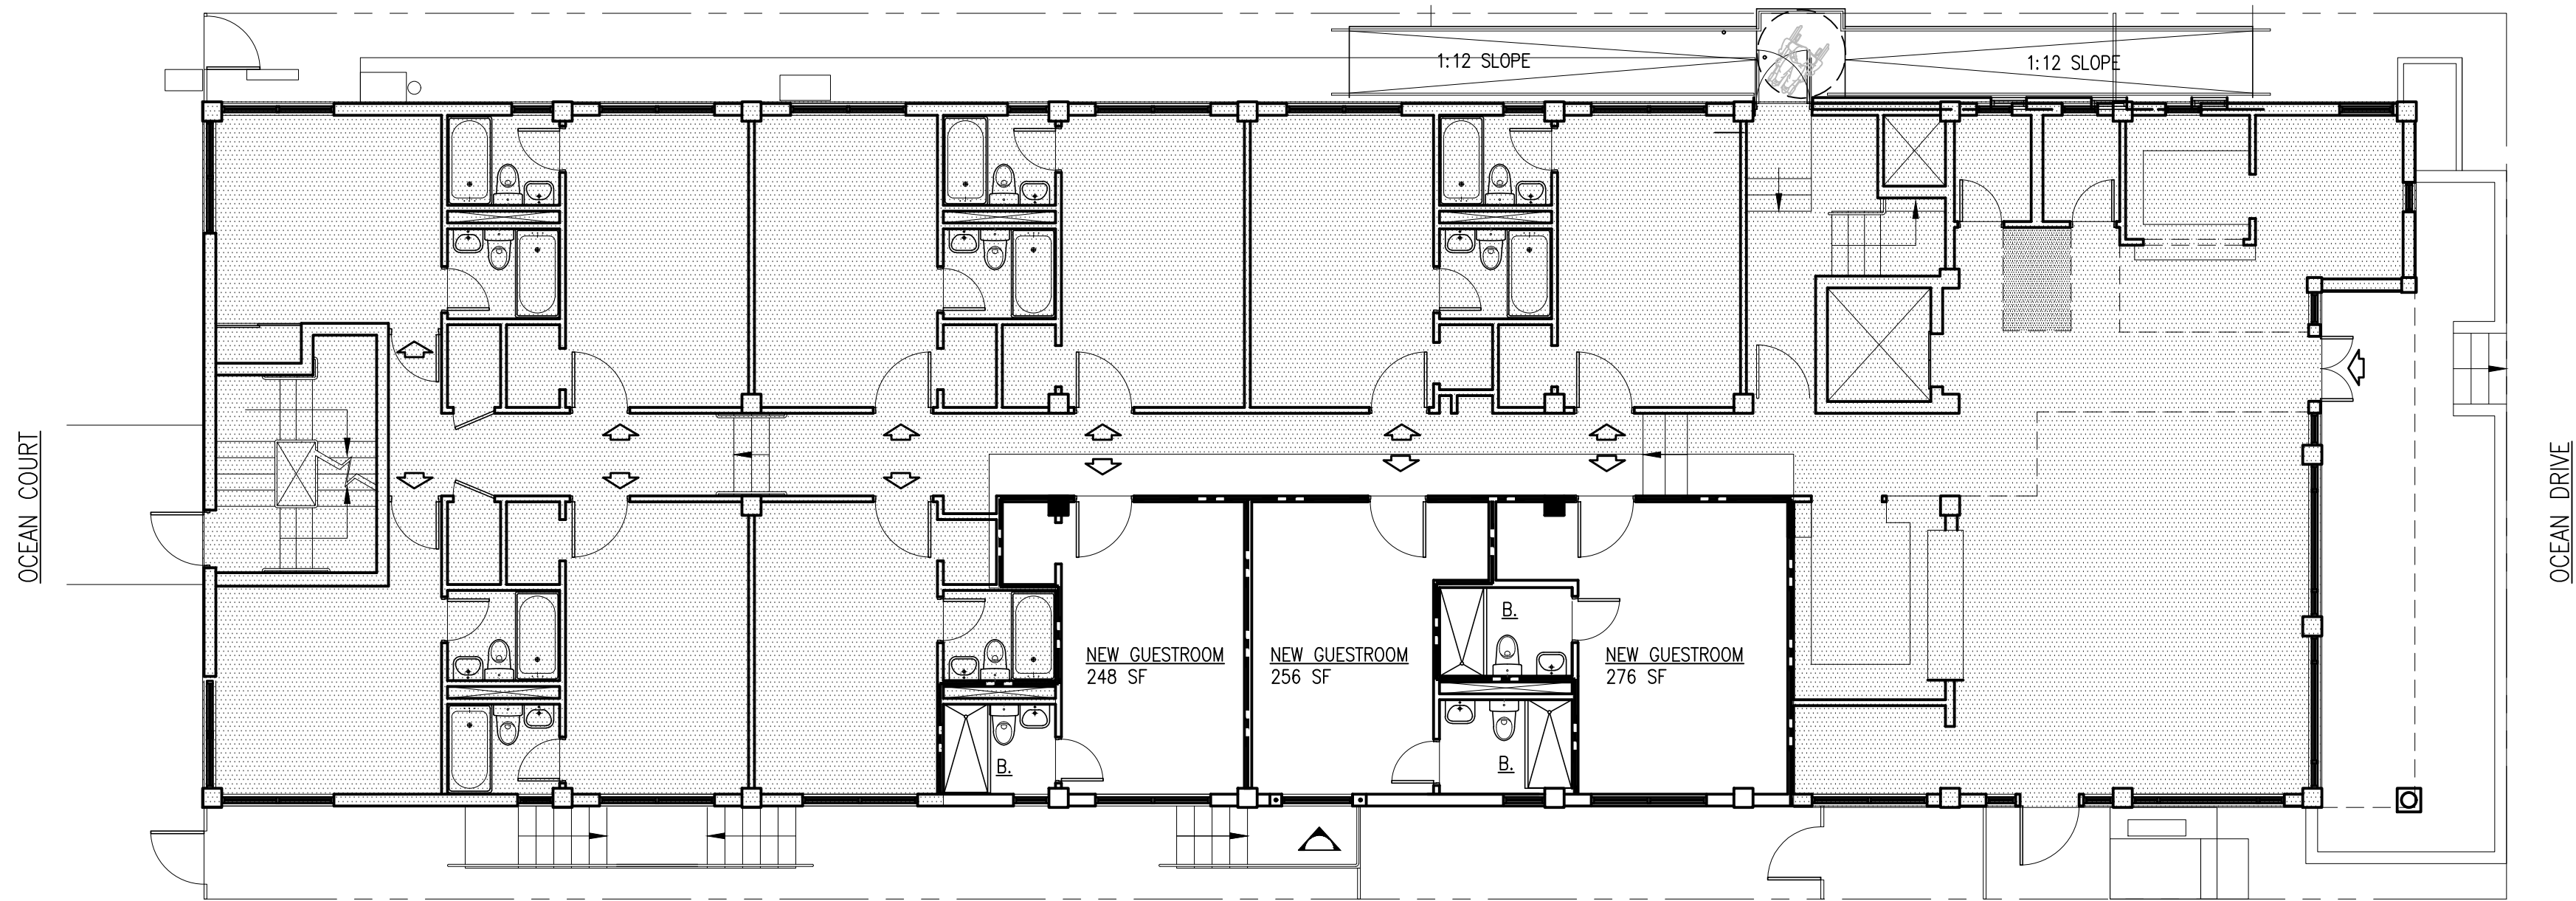 1:12 SLOPE
1:12 SLOPE
OCEAN COURT
OCEAN DRIVE
B.
NEW GUESTROOM
248 SF
NEW GUESTROOM
256 SF
NEW GUESTROOM
276 SF
B.
B.